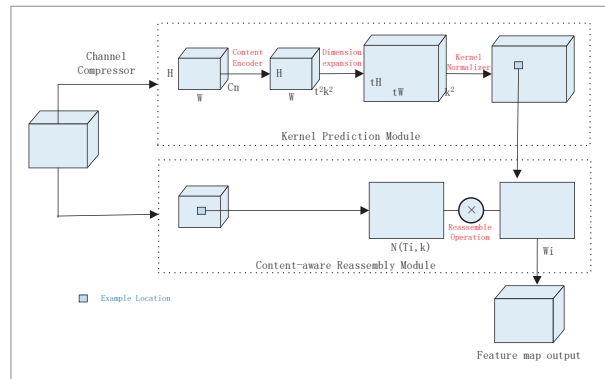 Channel
Compressor
H
W
Cn
Content
Encoder
H
W
t²k²
Dimension
expansion
tH
tW
k²
Kernel
Normalizer
Kernel Prediction Module
N(Ti,k)
×
Reassemble
Operation
Wi
Content-aware Reassembly Module
Example Location
Feature map output